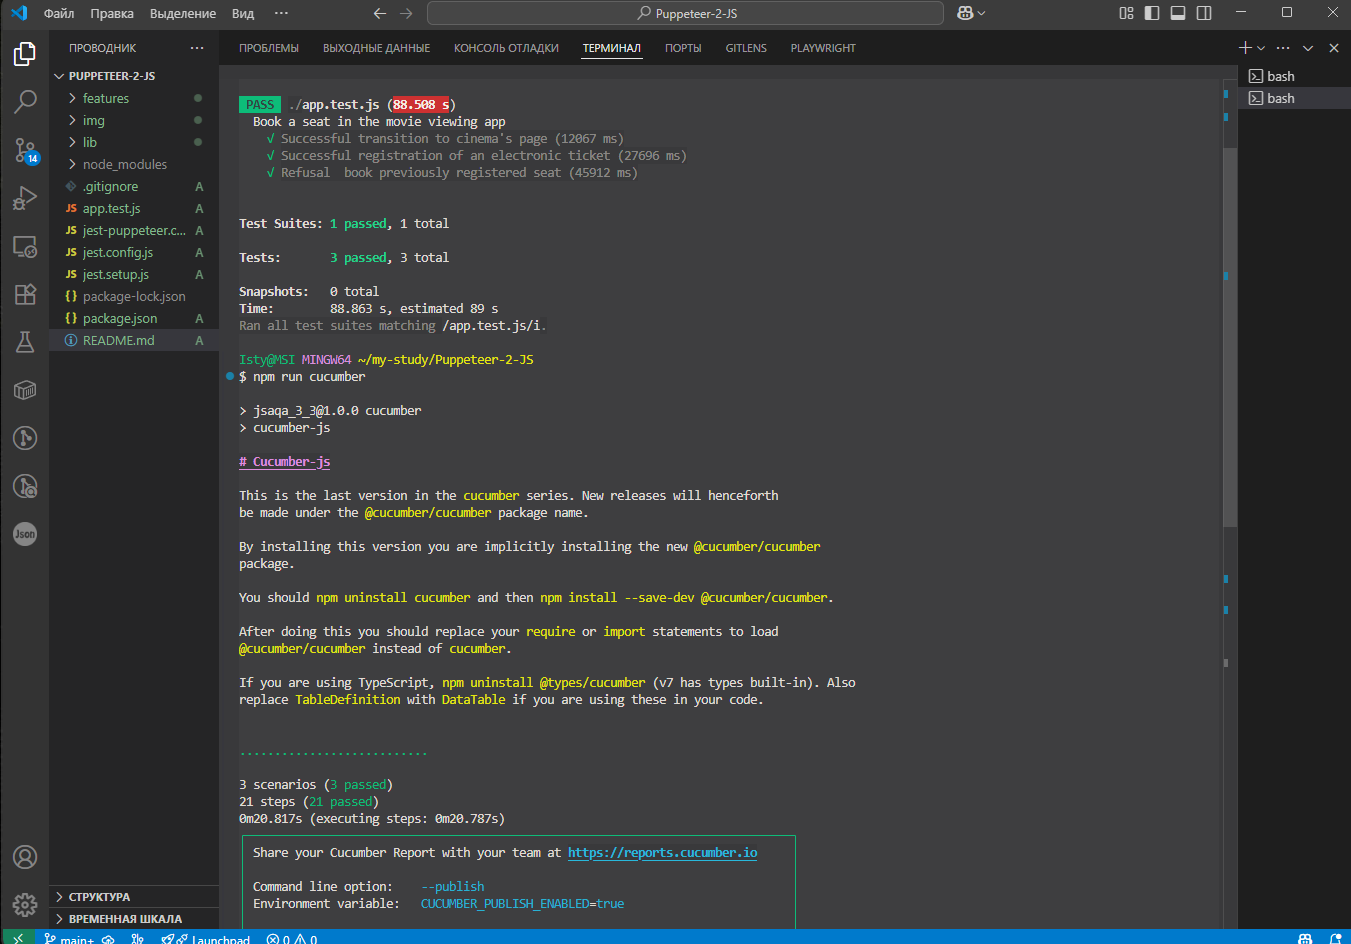 Файл Правка Выделение Вид ··· Puppeteer-2-JS
ПРОВОДНИК ···
PUPPETEER-2-JS
features
img
lib
node_modules
.gitignore A
JS app.test.js A
JS jest-puppeteer.c... A
JS jest.config.js A
JS jest.setup.js A
{} package-lock.json
{} package.json A
README.md A
14
Json
СТРУКТУРА
ВРЕМЕННАЯ ШКАЛА
ПРОБЛЕМЫ ВЫХОДНЫЕ ДАННЫЕ КОНСОЛЬ ОТЛАДКИ ТЕРМИНАЛ ПОРТЫ GITLENS PLAYWRIGHT
bash
bash
PASS ./app.test.js (88.508 s)
Book a seat in the movie viewing app
√ Successful transition to cinema's page (12067 ms)
√ Successful registration of an electronic ticket (27696 ms)
√ Refusal  book previously registered seat (45912 ms)
Test Suites: 1 passed, 1 total
Tests:       3 passed, 3 total
Snapshots:   0 total
Time:        88.863 s, estimated 89 s
Ran all test suites matching /app.test.js/i.
Isty@MSI MINGW64 ~/my-study/Puppeteer-2-JS
$ npm run cucumber
> jsaqa_3_3@1.0.0 cucumber
> cucumber-js
# Cucumber-js
This is the last version in the cucumber series. New releases will henceforth
be made under the @cucumber/cucumber package name.
By installing this version you are implicitly installing the new @cucumber/cucumber
package.
You should npm uninstall cucumber and then npm install --save-dev @cucumber/cucumber.
After doing this you should replace your require or import statements to load
@cucumber/cucumber instead of cucumber.
If you are using TypeScript, npm uninstall @types/cucumber (v7 has types built-in). Also
replace TableDefinition with DataTable if you are using these in your code.
...........................
3 scenarios (3 passed)
21 steps (21 passed)
0m20.817s (executing steps: 0m20.787s)
Share your Cucumber Report with your team at https://reports.cucumber.io
Command line option:    --publish
Environment variable:   CUCUMBER_PUBLISH_ENABLED=true
main+ Launchpad 0 0